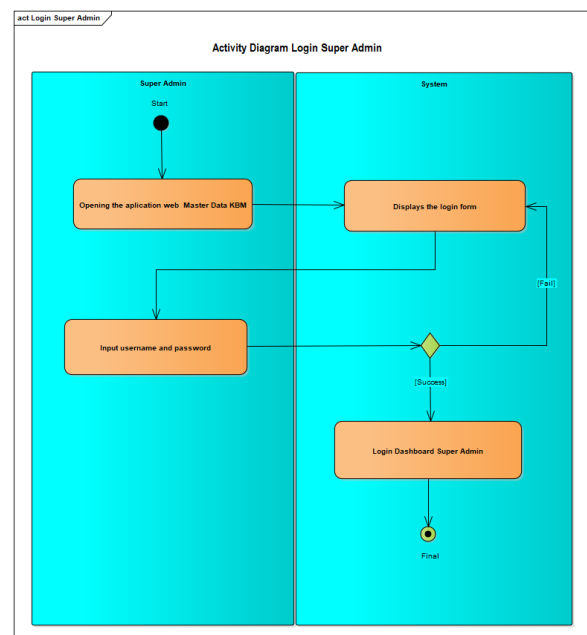 act Login Super Admin
Activity Diagram Login Super Admin
Super Admin
System
Start
Opening the aplication web Master Data KBM
Displays the login form
[Fail]
Input username and password
[Success]
Login Dashboard Super Admin
Final